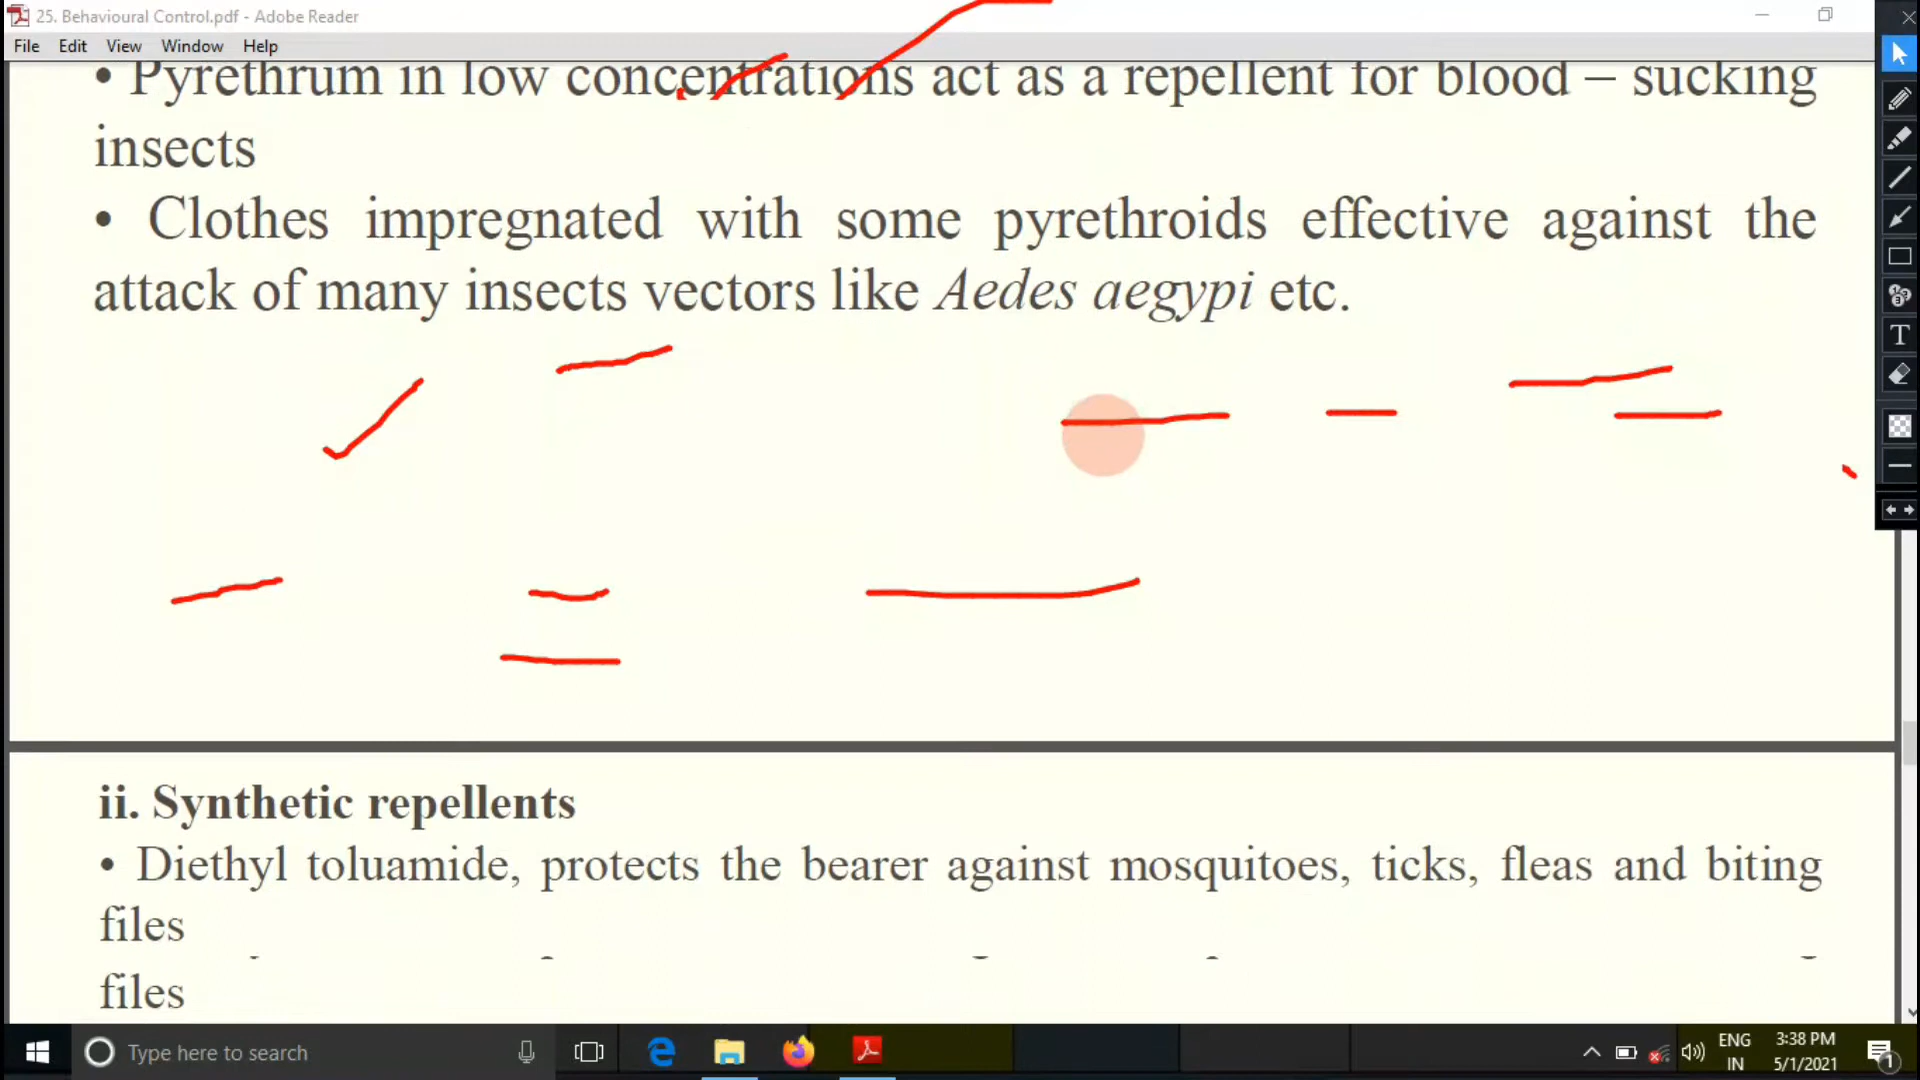 25. Behavioural Control.pdf - Adobe Reader
File Edit View Window Help
• Pyrethrum in low concentrations act as a repellent for blood – sucking
insects
• Clothes impregnated with some pyrethroids effective against the
attack of many insects vectors like Aedes aegypi etc.
ii. Synthetic repellents
• Diethyl toluamide, protects the bearer against mosquitoes, ticks, fleas and biting
files
files
Type here to search
ENG
IN
3:38 PM
5/1/2021
1